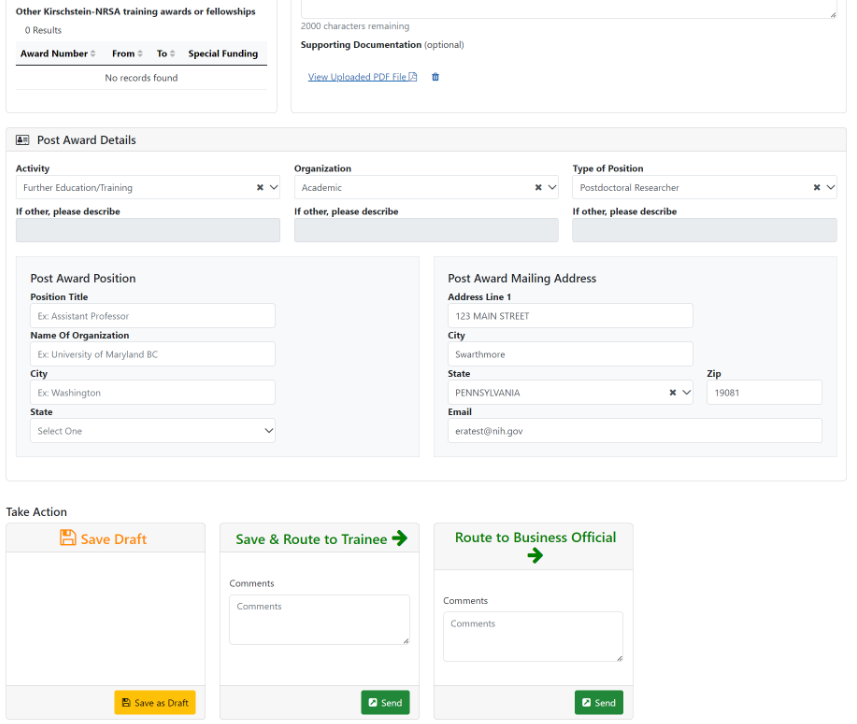 Other Kirschstein-NRSA training awards or fellowships
0 Results
Award Number From To Special Funding
No records found
2000 characters remaining
Supporting Documentation (optional)
View Uploaded PDF File
Post Award Details
Activity Organization Type of Position
Further Education/Training Academic Postdoctoral Researcher
If other, please describe If other, please describe If other, please describe
Post Award Position
Position Title
Ex: Assistant Professor
Name Of Organization
Ex: University of Maryland BC
City
Ex: Washington
State
Select One
Post Award Mailing Address
Address Line 1
123 MAIN STREET
City
Swarthmore
State Zip
PENNSYLVANIA 19081
Email
eratest@nih.gov
Take Action
Save Draft
Save as Draft
Save & Route to Trainee
Comments
Comments
Send
Route to Business Official
Comments
Comments
Send